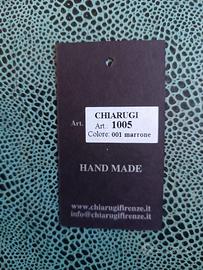 CHIARUGI
Art. Art. 1005
Colore: 001 marrone
HAND MADE
www.chiarugifirenze.it
info@chiarugifirenze.it